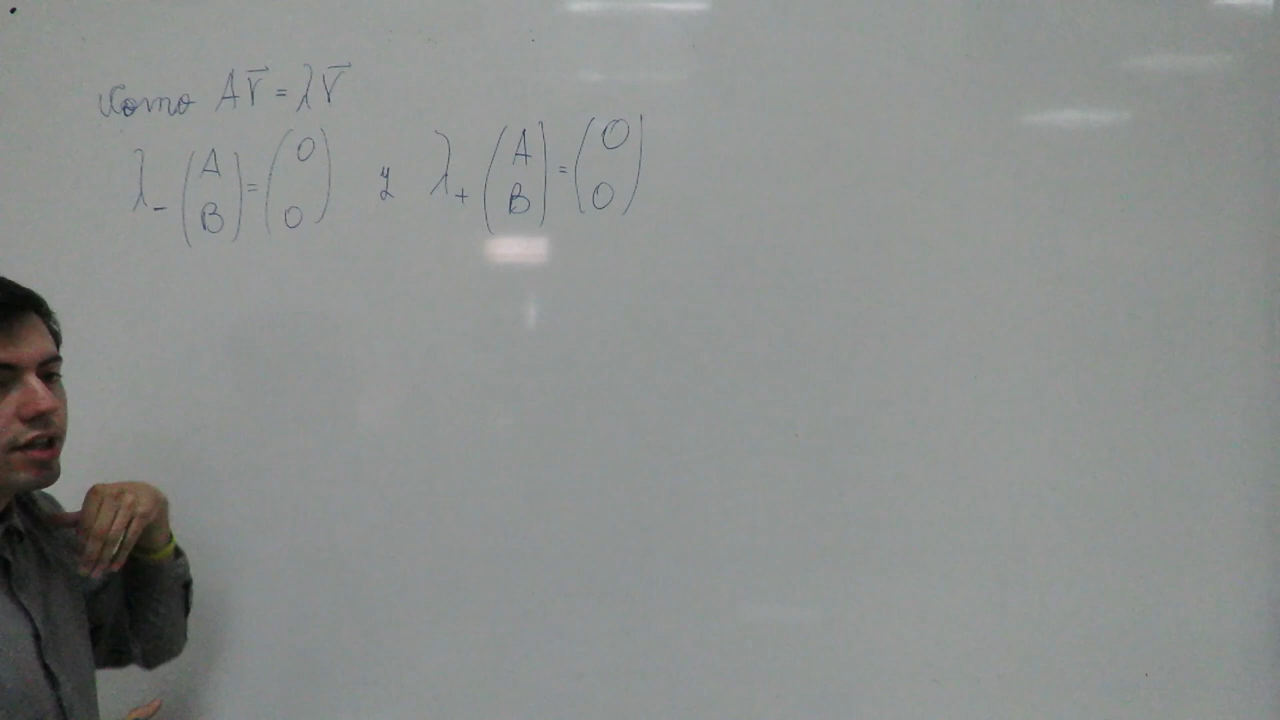 Como AV⃗ = λV⃗
λ₋ (A B) = (0 0) y λ₊ (A B) = (0 0)